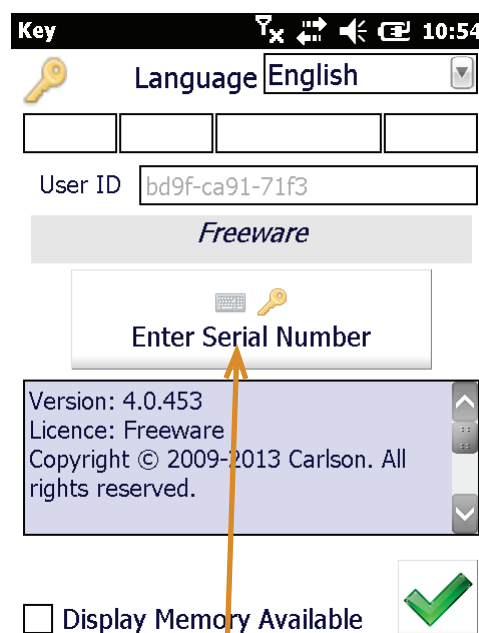 Key 10:54
Language English
User ID bd9f-ca91-71f3
Freeware
Enter Serial Number
Version: 4.0.453
Licence: Freeware
Copyright © 2009-2013 Carlson. All
rights reserved.
Display Memory Available